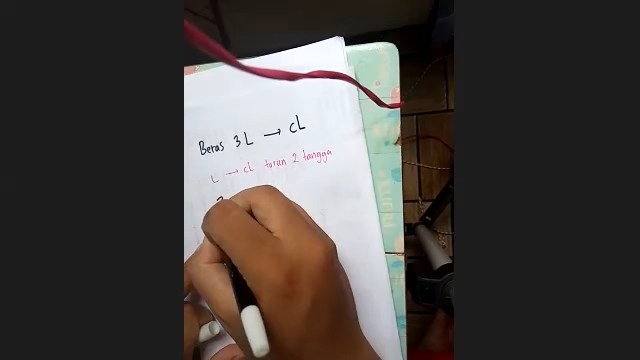 Beras 3 L → cL
L → cL turun 2 tangga